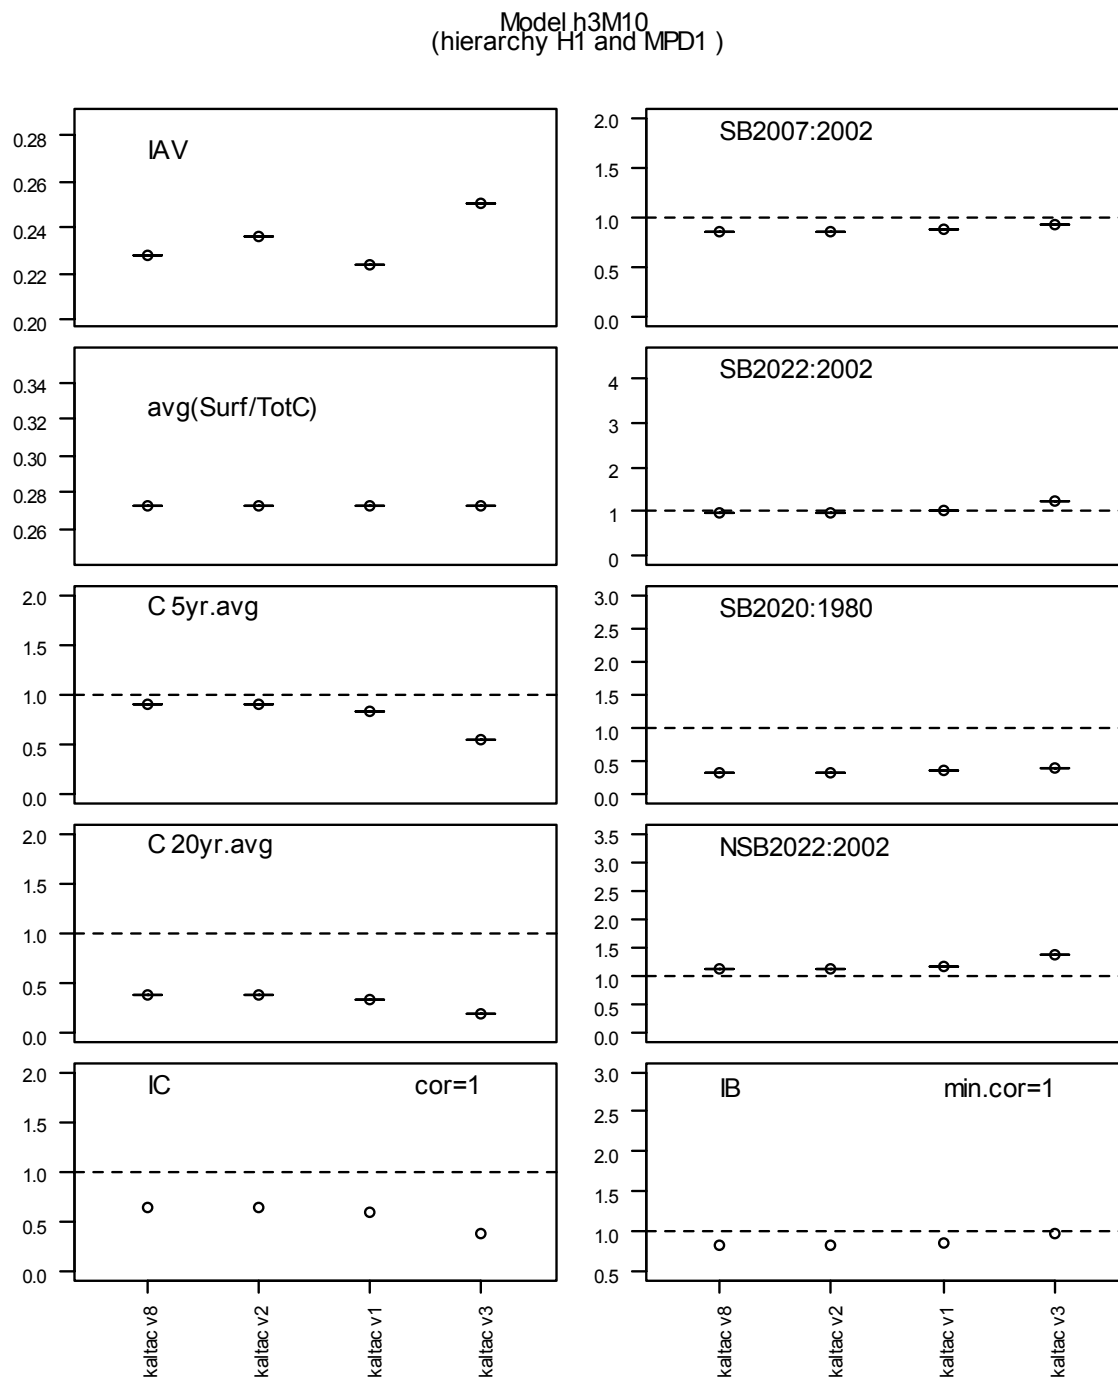 Model h3M10
(hierarchy H1 and MPD1 )
IAV
0.28
0.26
0.24
0.22
0.20
SB2007:2002
2.0
1.5
1.0
0.5
0.0
avg(Surf/TotC)
0.34
0.32
0.30
0.28
0.26
SB2022:2002
4
3
2
1
0
C 5yr.avg
2.0
1.5
1.0
0.5
0.0
SB2020:1980
3.0
2.5
2.0
1.5
1.0
0.5
0.0
C 20yr.avg
2.0
1.5
1.0
0.5
0.0
NSB2022:2002
3.5
3.0
2.5
2.0
1.5
1.0
0.5
0.0
IC cor=1
2.0
1.5
1.0
0.5
0.0
IB min.cor=1
3.0
2.5
2.0
1.5
1.0
0.5
kaltac v8
kaltac v2
kaltac v1
kaltac v3
kaltac v8
kaltac v2
kaltac v1
kaltac v3